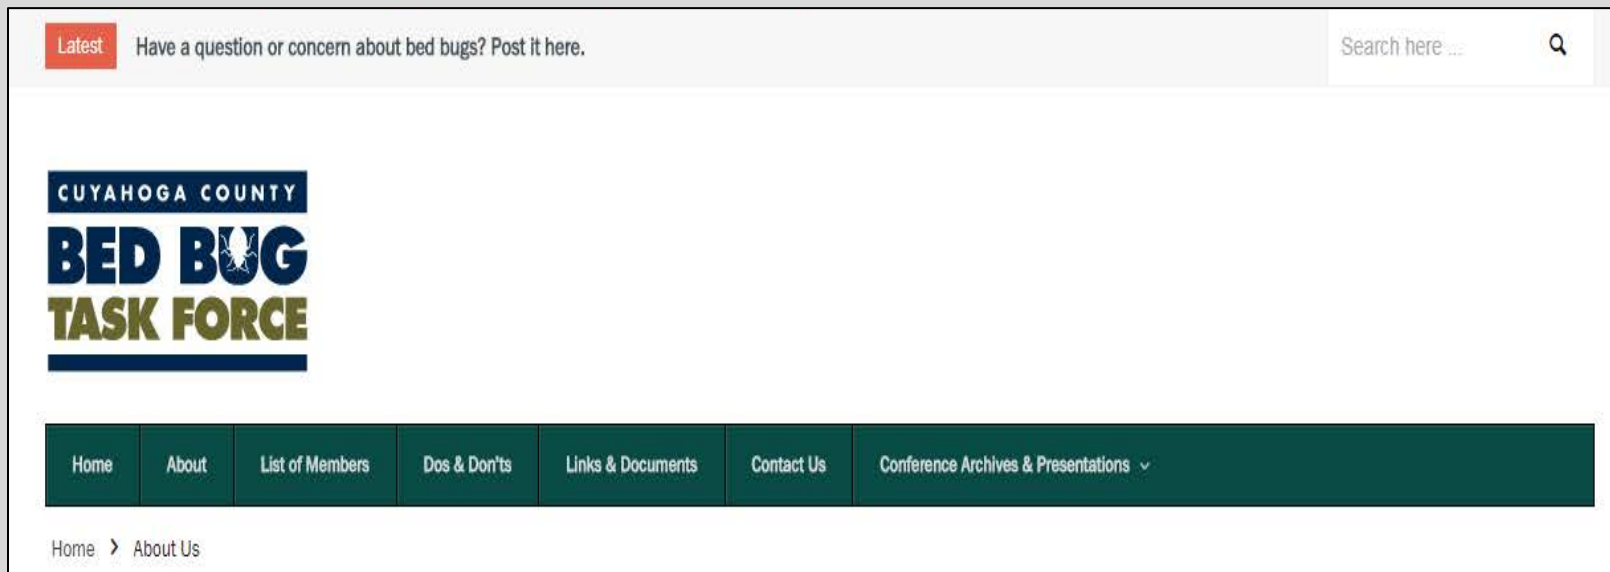 Latest Have a question or concern about bed bugs? Post it here. Search here ...
CUYAHOGA COUNTY
BED BUG
TASK FORCE
Home About List of Members Dos & Don'ts Links & Documents Contact Us Conference Archives & Presentations
Home > About Us